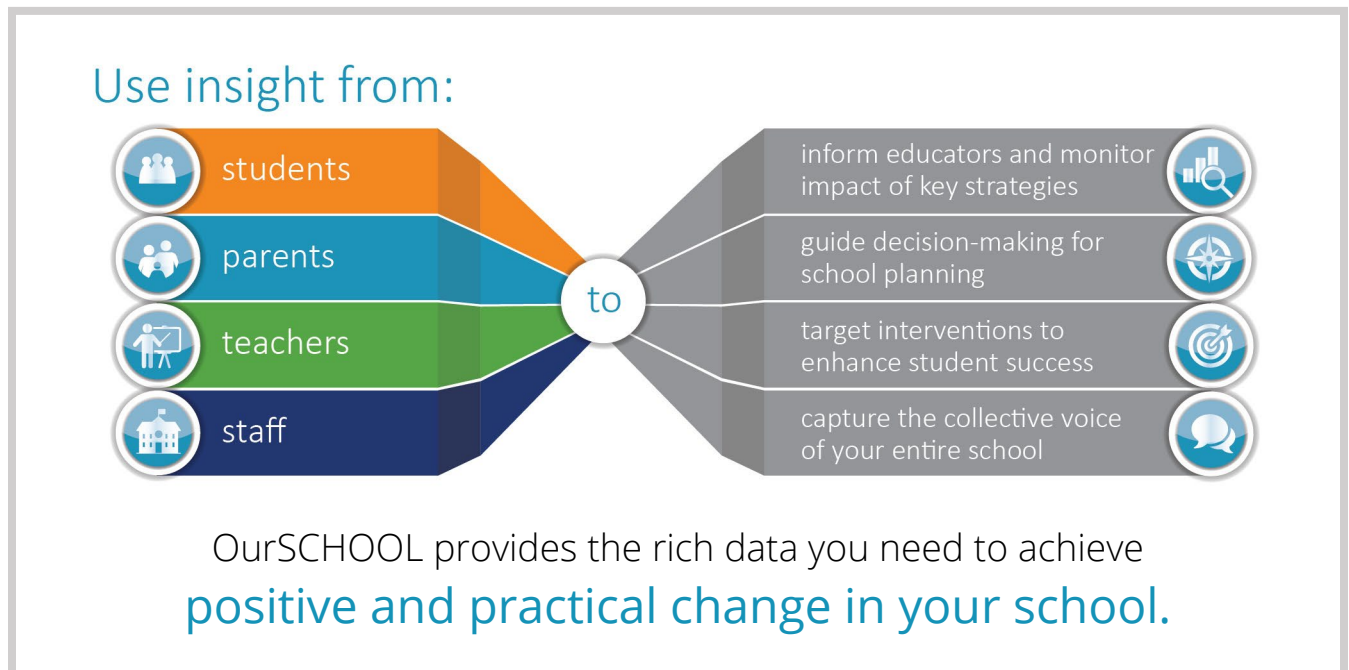 Use insight from:
students
parents
teachers
staff
to
inform educators and monitor
impact of key strategies
guide decision-making for
school planning
target interventions to
enhance student success
capture the collective voice
of your entire school
OurSCHOOL provides the rich data you need to achieve
positive and practical change in your school.